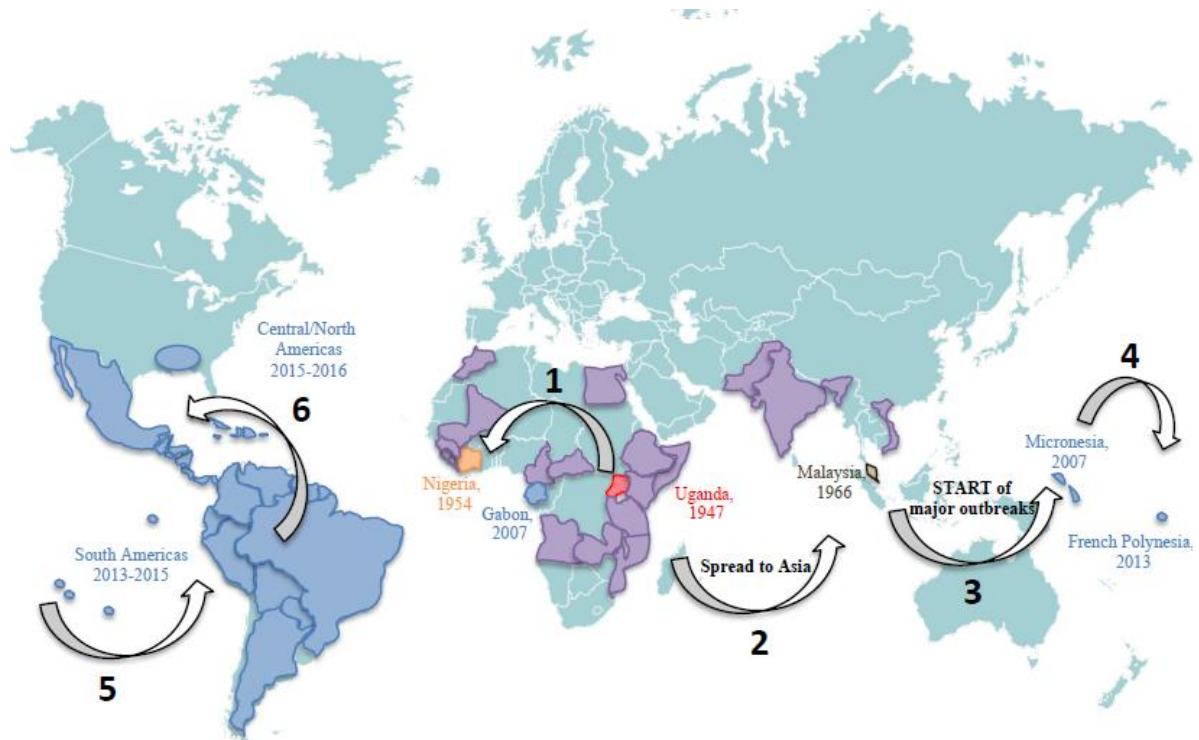 Central/North
Americas
2015-2016
6
South Americas
2013-2015
5
1
Nigeria,
1954
Gabon,
2007
Uganda,
1947
Spread to Asia
2
Malaysia,
1966
START of
major outbreaks
3
Micronesia,
2007
4
French Polynesia,
2013